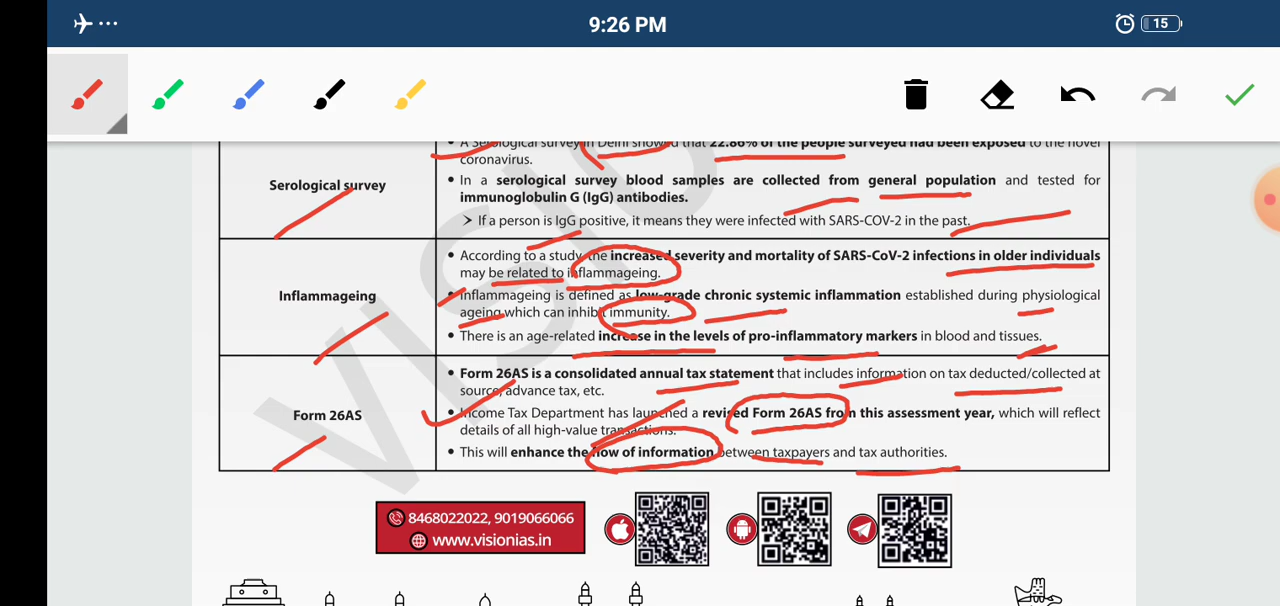 9:26 PM
15
• A Serological survey in Delhi showed that 22.86% of the people surveyed had been exposed to the novel
coronavirus.
Serological survey
• In a serological survey blood samples are collected from general population and tested for
immunoglobulin G (IgG) antibodies.
➤ If a person is IgG positive, it means they were infected with SARS-COV-2 in the past.
• According to a study, the increased severity and mortality of SARS-CoV-2 infections in older individuals
may be related to inflammageing.
Inflammageing
• Inflammageing is defined as low-grade chronic systemic inflammation established during physiological
ageing which can inhibit immunity.
• There is an age-related increase in the levels of pro-inflammatory markers in blood and tissues.
• Form 26AS is a consolidated annual tax statement that includes information on tax deducted/collected at
source, advance tax, etc.
Form 26AS
• Income Tax Department has launched a revised Form 26AS from this assessment year, which will reflect
details of all high-value transactions.
• This will enhance the flow of information between taxpayers and tax authorities.
8468022022, 9019066066
www.visionias.in